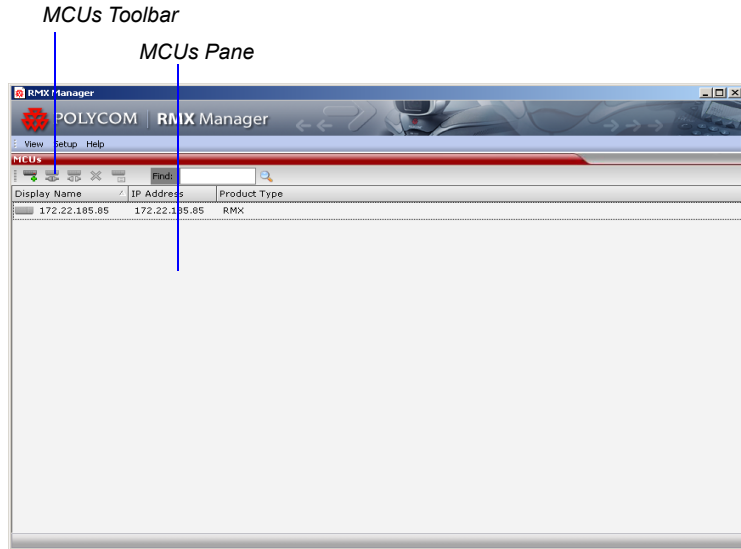 MCUs Toolbar
MCUs Pane
RMX Manager
POLYCOM | RMX Manager
View Setup Help
MCUs
Find:
Display Name IP Address Product Type
172.22.185.85 172.22.185.85 RMX